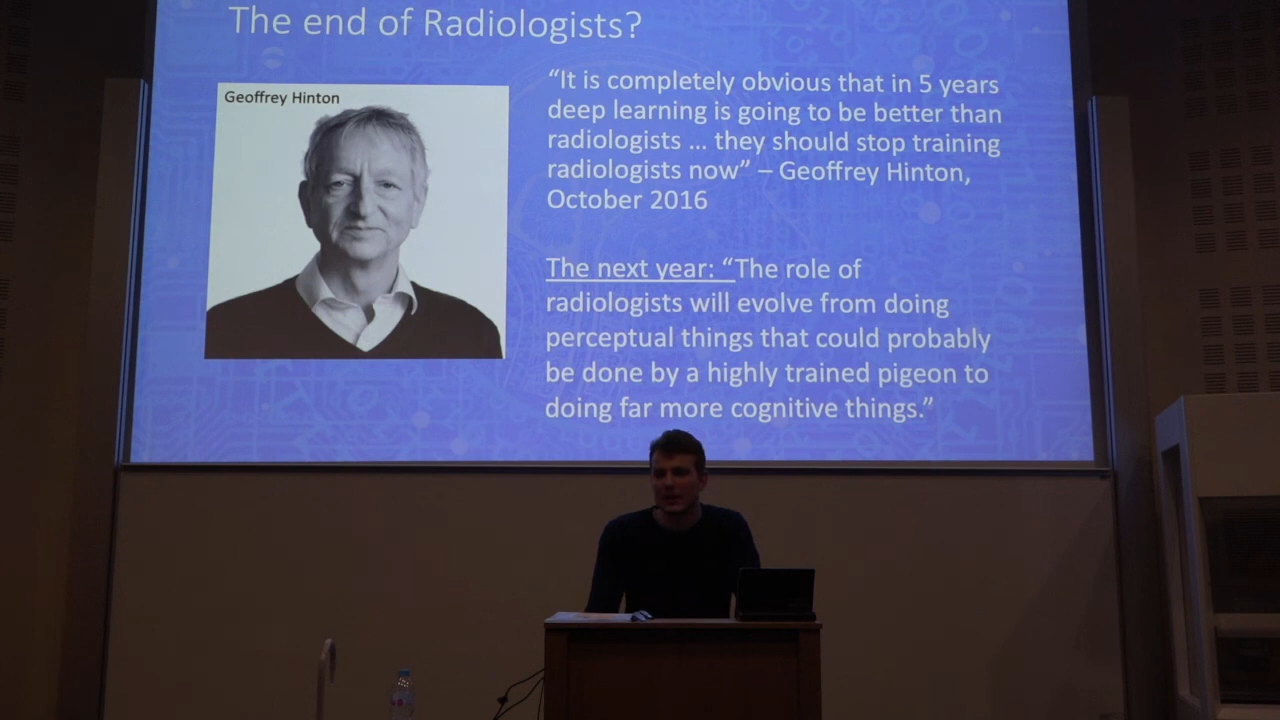 The end of Radiologists?
Geoffrey Hinton
“It is completely obvious that in 5 years
deep learning is going to be better than
radiologists ... they should stop training
radiologists now” – Geoffrey Hinton,
October 2016
The next year: “The role of
radiologists will evolve from doing
perceptual things that could probably
be done by a highly trained pigeon to
doing far more cognitive things.”